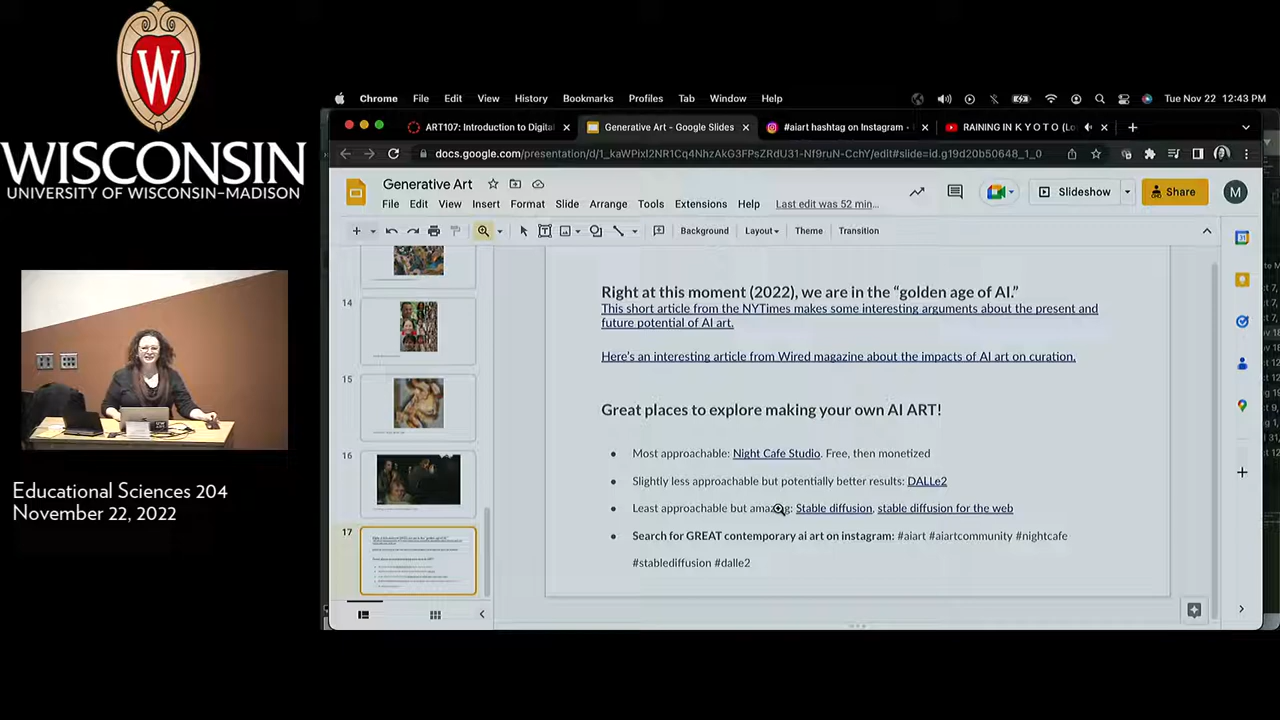 W
WISCONSIN
UNIVERSITY OF WISCONSIN-MADISON
Educational Sciences 204
November 22, 2022
Chrome File Edit View History Bookmarks Profiles Tab Window Help
Tue Nov 22 12:43 PM
ART107: Introduction to Digital
Generative Art - Google Slides
#aiart hashtag on Instagram -
RAINING IN K Y O T O (Lo
docs.google.com/presentation/d/1_kaWPixI2NR1Cq4NhzAkG3FPsZRdU31-Nf9ruN-CchY/edit#slide=id.g19d20b50648_1_0
Generative Art
Slideshow
Share
M
File Edit View Insert Format Slide Arrange Tools Extensions Help Last edit was 52 min...
Background Layout Theme Transition
14
15
16
17
Right at this moment (2022), we are in the “golden age of AI.”
This short article from the NYTimes makes some interesting arguments about the present and
future potential of AI art.
Here’s an interesting article from Wired magazine about the impacts of AI art on curation.
Great places to explore making your own AI ART!
• Most approachable: Night Cafe Studio. Free, then monetized
• Slightly less approachable but potentially better results: DALLe2
• Least approachable but amazing: Stable diffusion, stable diffusion for the web
• Search for GREAT contemporary ai art on instagram: #aiart #aiartcommunity #nightcafe
#stablediffusion #dalle2